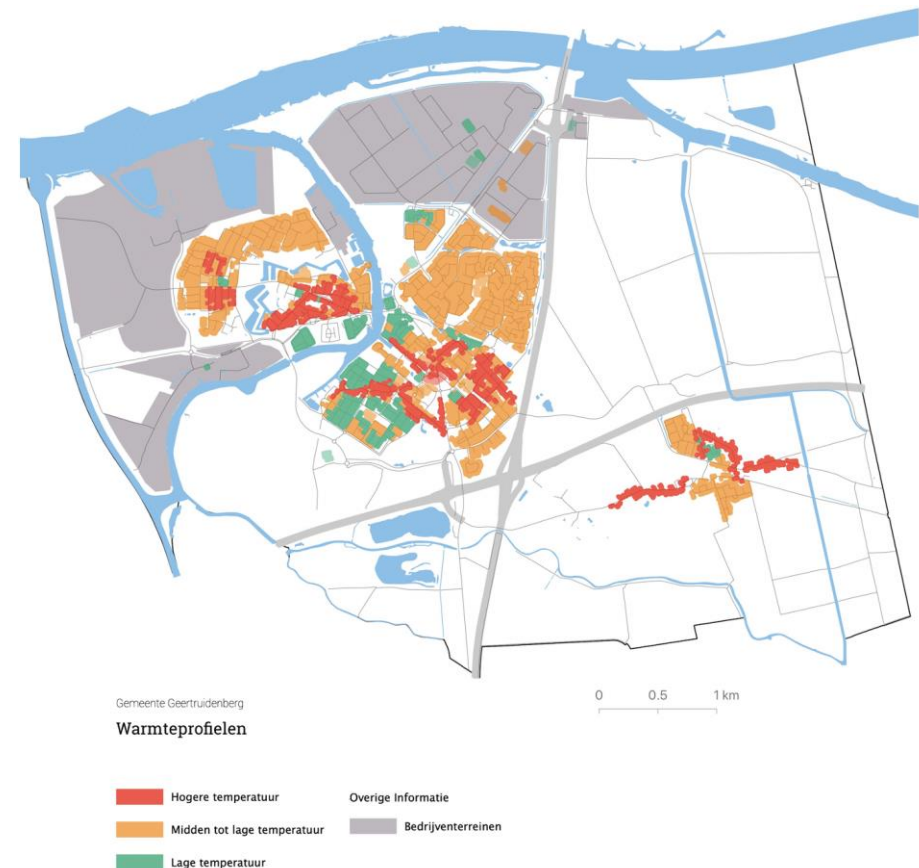 0 0.5 1 km
Gemeente Geertruidenberg
Warmteprofielen
Hogere temperatuur
Overige Informatie
Midden tot lage temperatuur
Bedrijventerreinen
Lage temperatuur